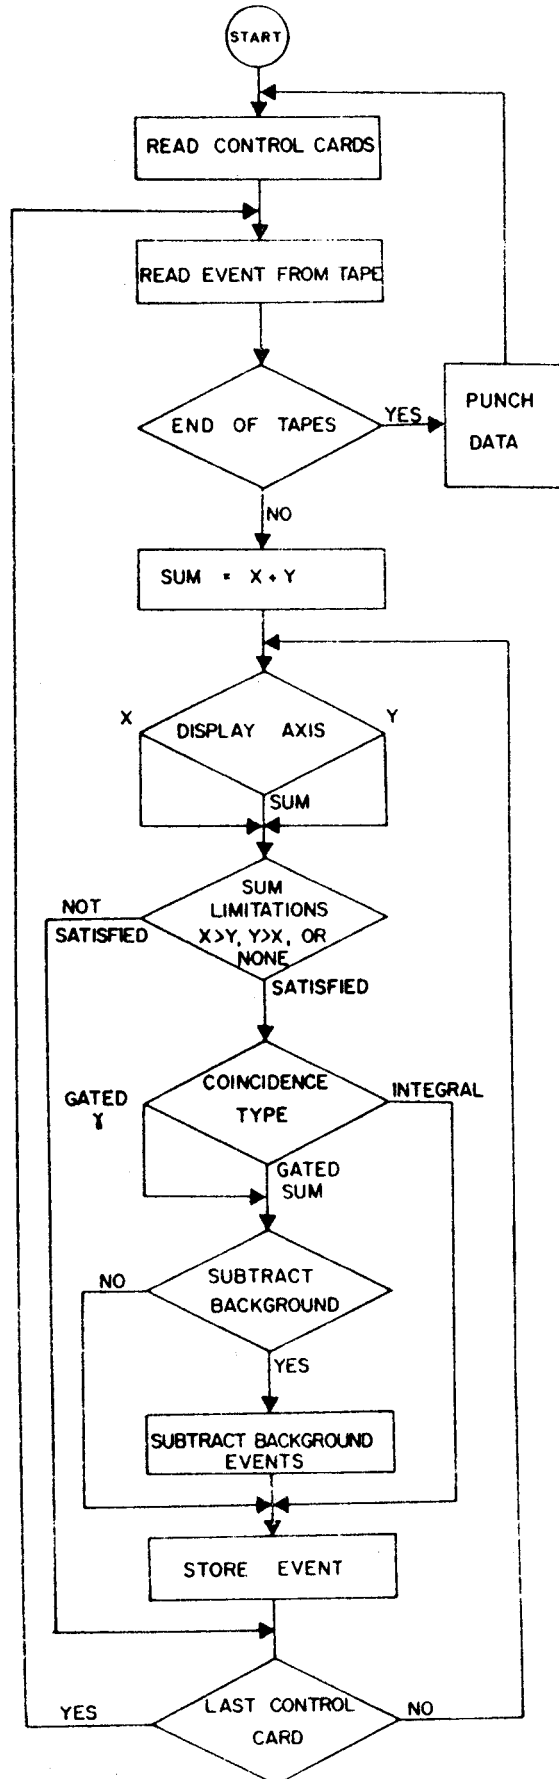 START
READ CONTROL CARDS
READ EVENT FROM TAPE
END OF TAPES
YES
PUNCH
DATA
NO
SUM = X + Y
X
DISPLAY AXIS
Y
SUM
SUM
LIMITATIONS
X>Y, Y>X, OR
NONE
NOT
SATISFIED
SATISFIED
COINCIDENCE
TYPE
GATED
γ
INTEGRAL
GATED
SUM
SUBTRACT
BACKGROUND
NO
YES
SUBTRACT BACKGROUND
EVENTS
STORE EVENT
YES
LAST CONTROL
CARD
NO